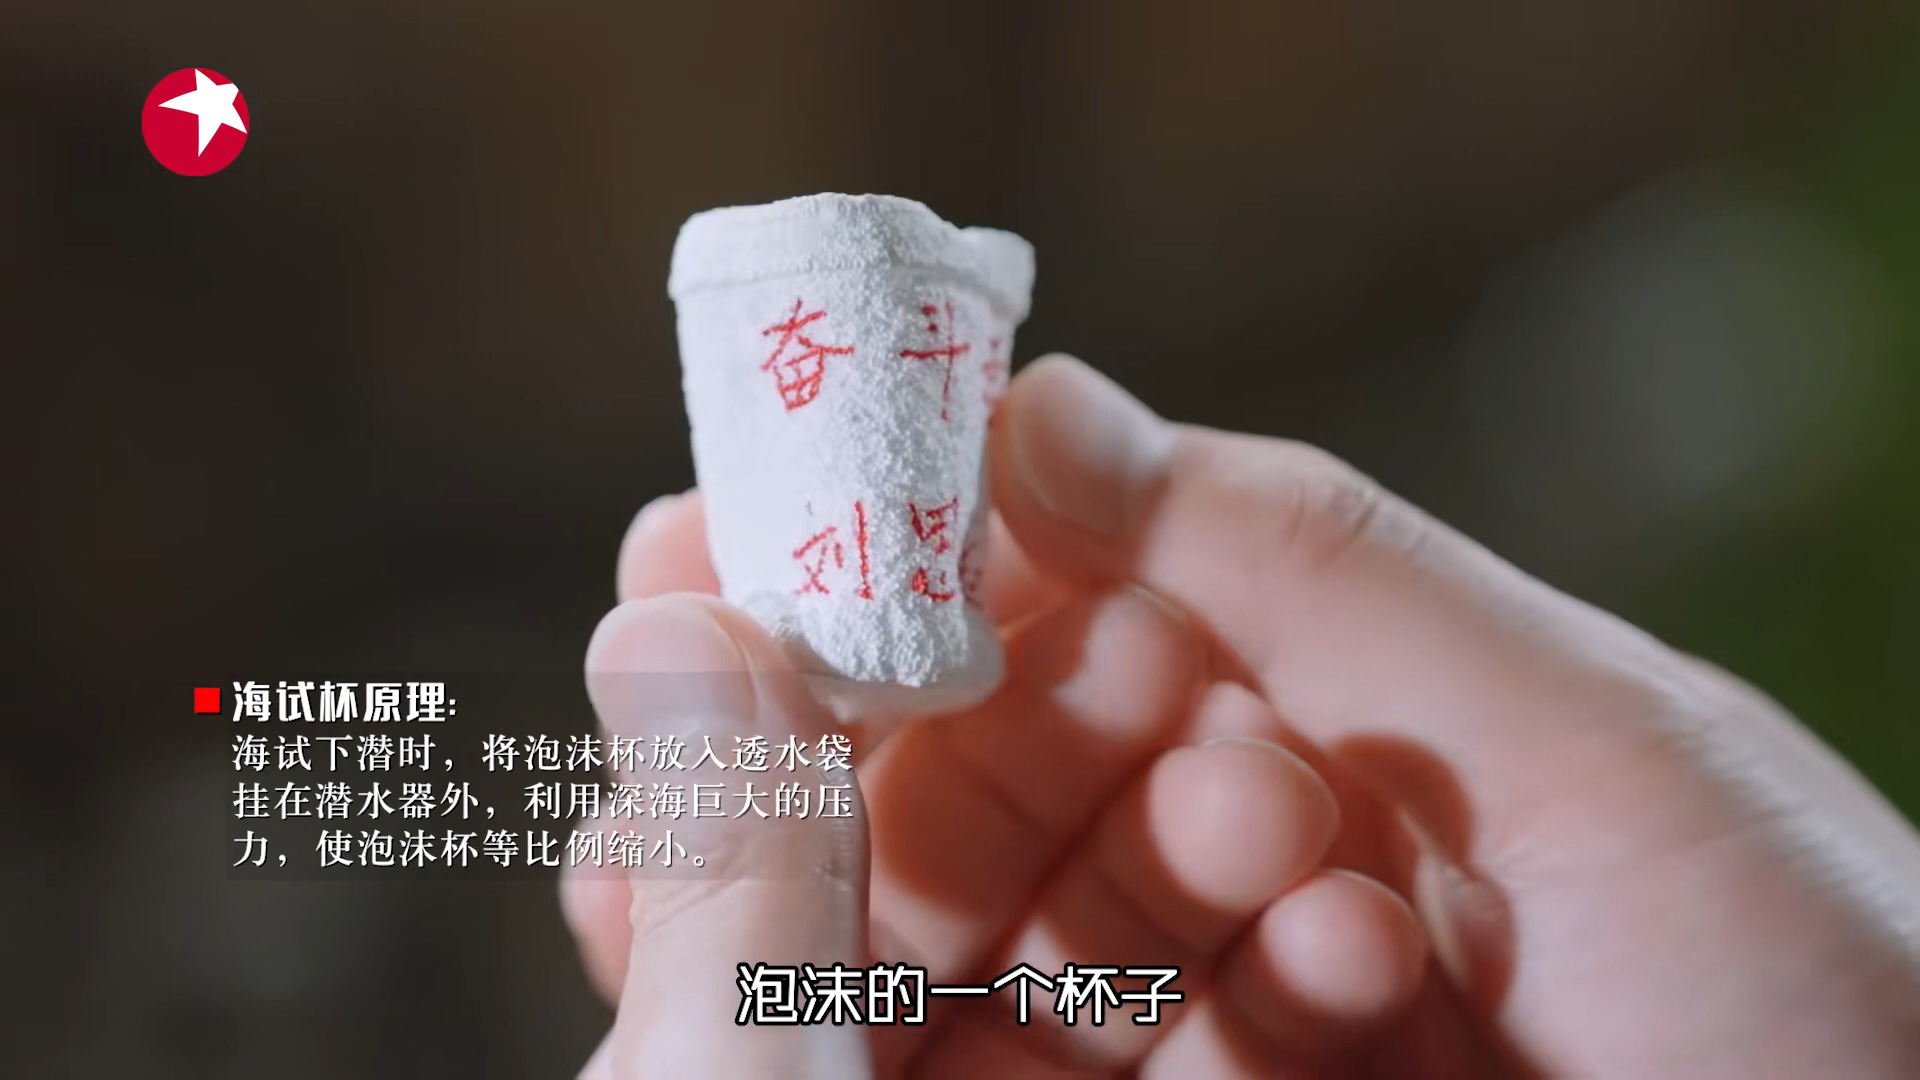 奋斗
刘思
海试杯原理:
海试下潜时，将泡沫杯放入透水袋
挂在潜水器外，利用深海巨大的压
力，使泡沫杯等比例缩小。
泡沫的一个杯子